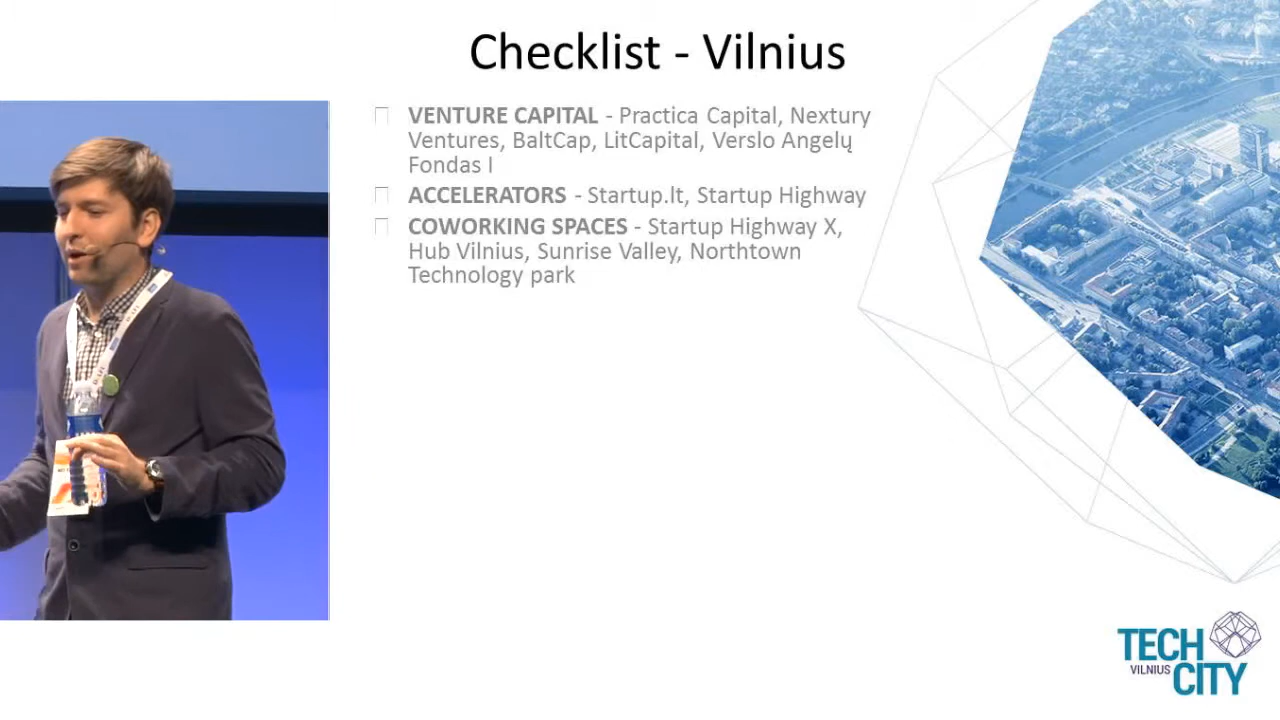 Checklist - Vilnius
VENTURE CAPITAL - Practica Capital, Nextury
Ventures, BaltCap, LitCapital, Verslo Angelų
Fondas I
ACCELERATORS - Startup.lt, Startup Highway
COWORKING SPACES - Startup Highway X,
Hub Vilnius, Sunrise Valley, Northtown
Technology park
TECH
VILNIUS
CITY